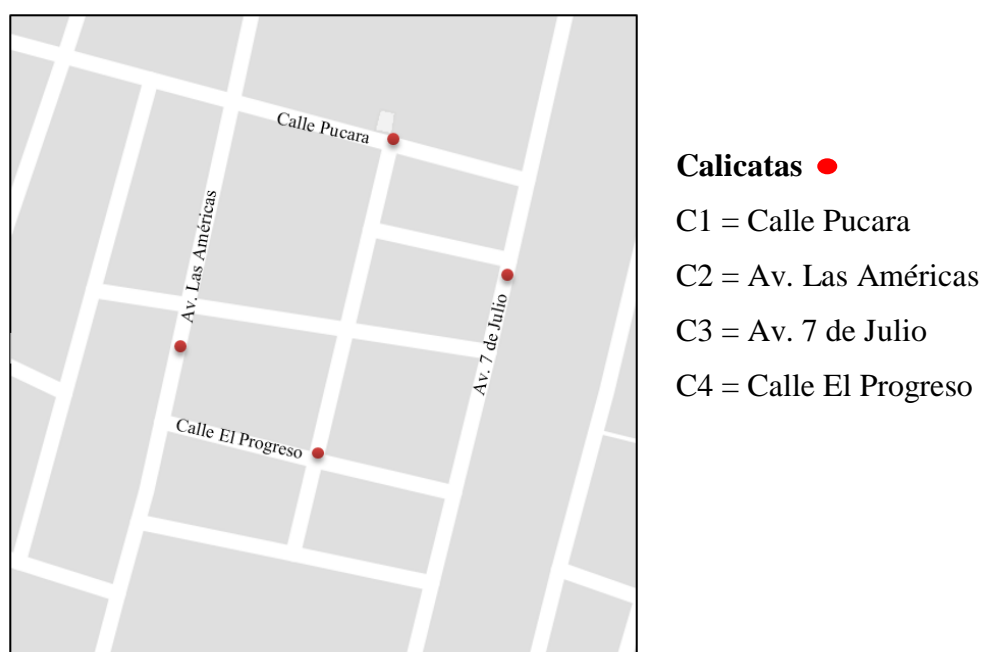 Calle Pucara
Av. Las Américas
Av. 7 de Julio
Calle El Progreso
Calicatas
C1 = Calle Pucara
C2 = Av. Las Américas
C3 = Av. 7 de Julio
C4 = Calle El Progreso